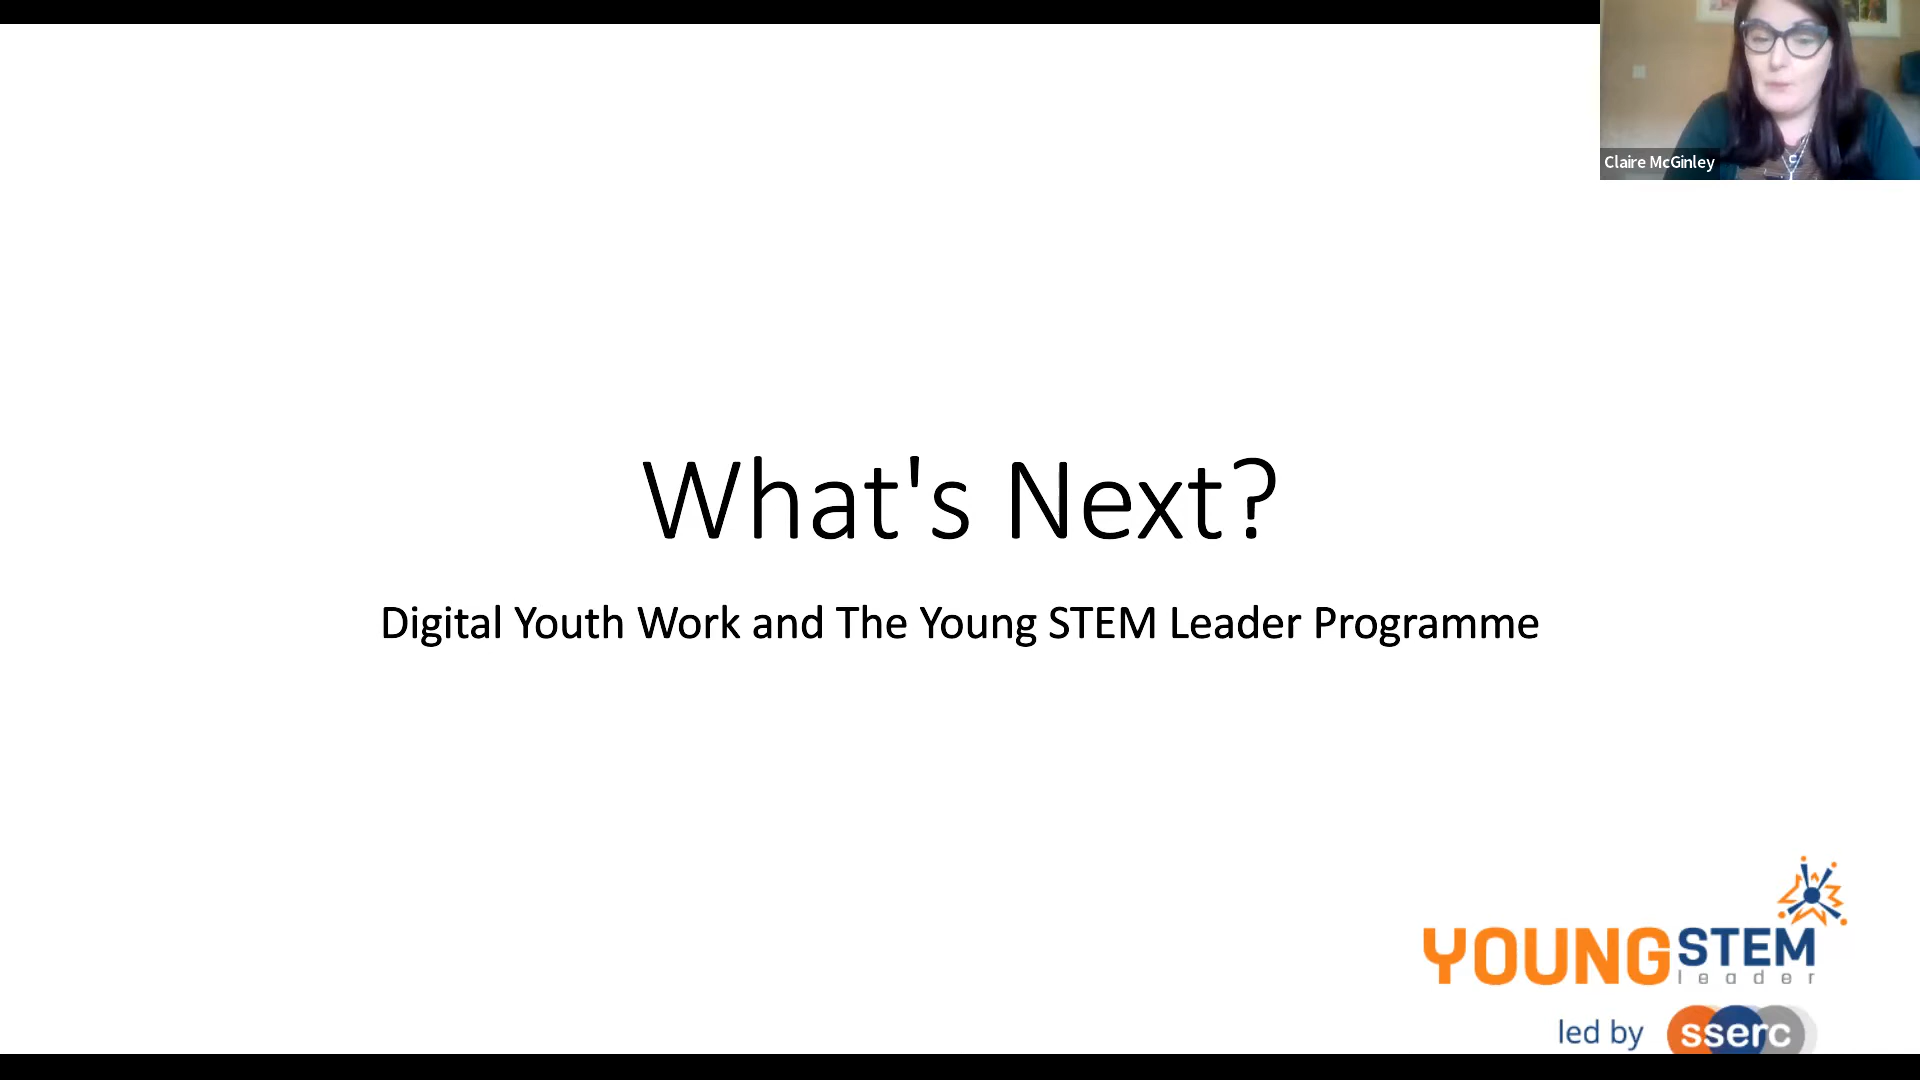 Claire McGinley
What's Next?
Digital Youth Work and The Young STEM Leader Programme
YOUNGSTEM
leader
led by sserc